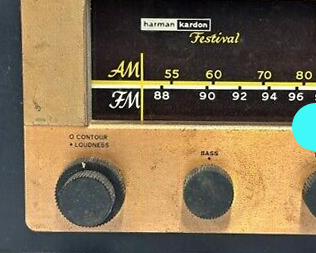 harman kardon
Festival
AM 55 60 70 80
FM 88 90 92 94 96
O CONTOUR
• LOUDNESS
BASS